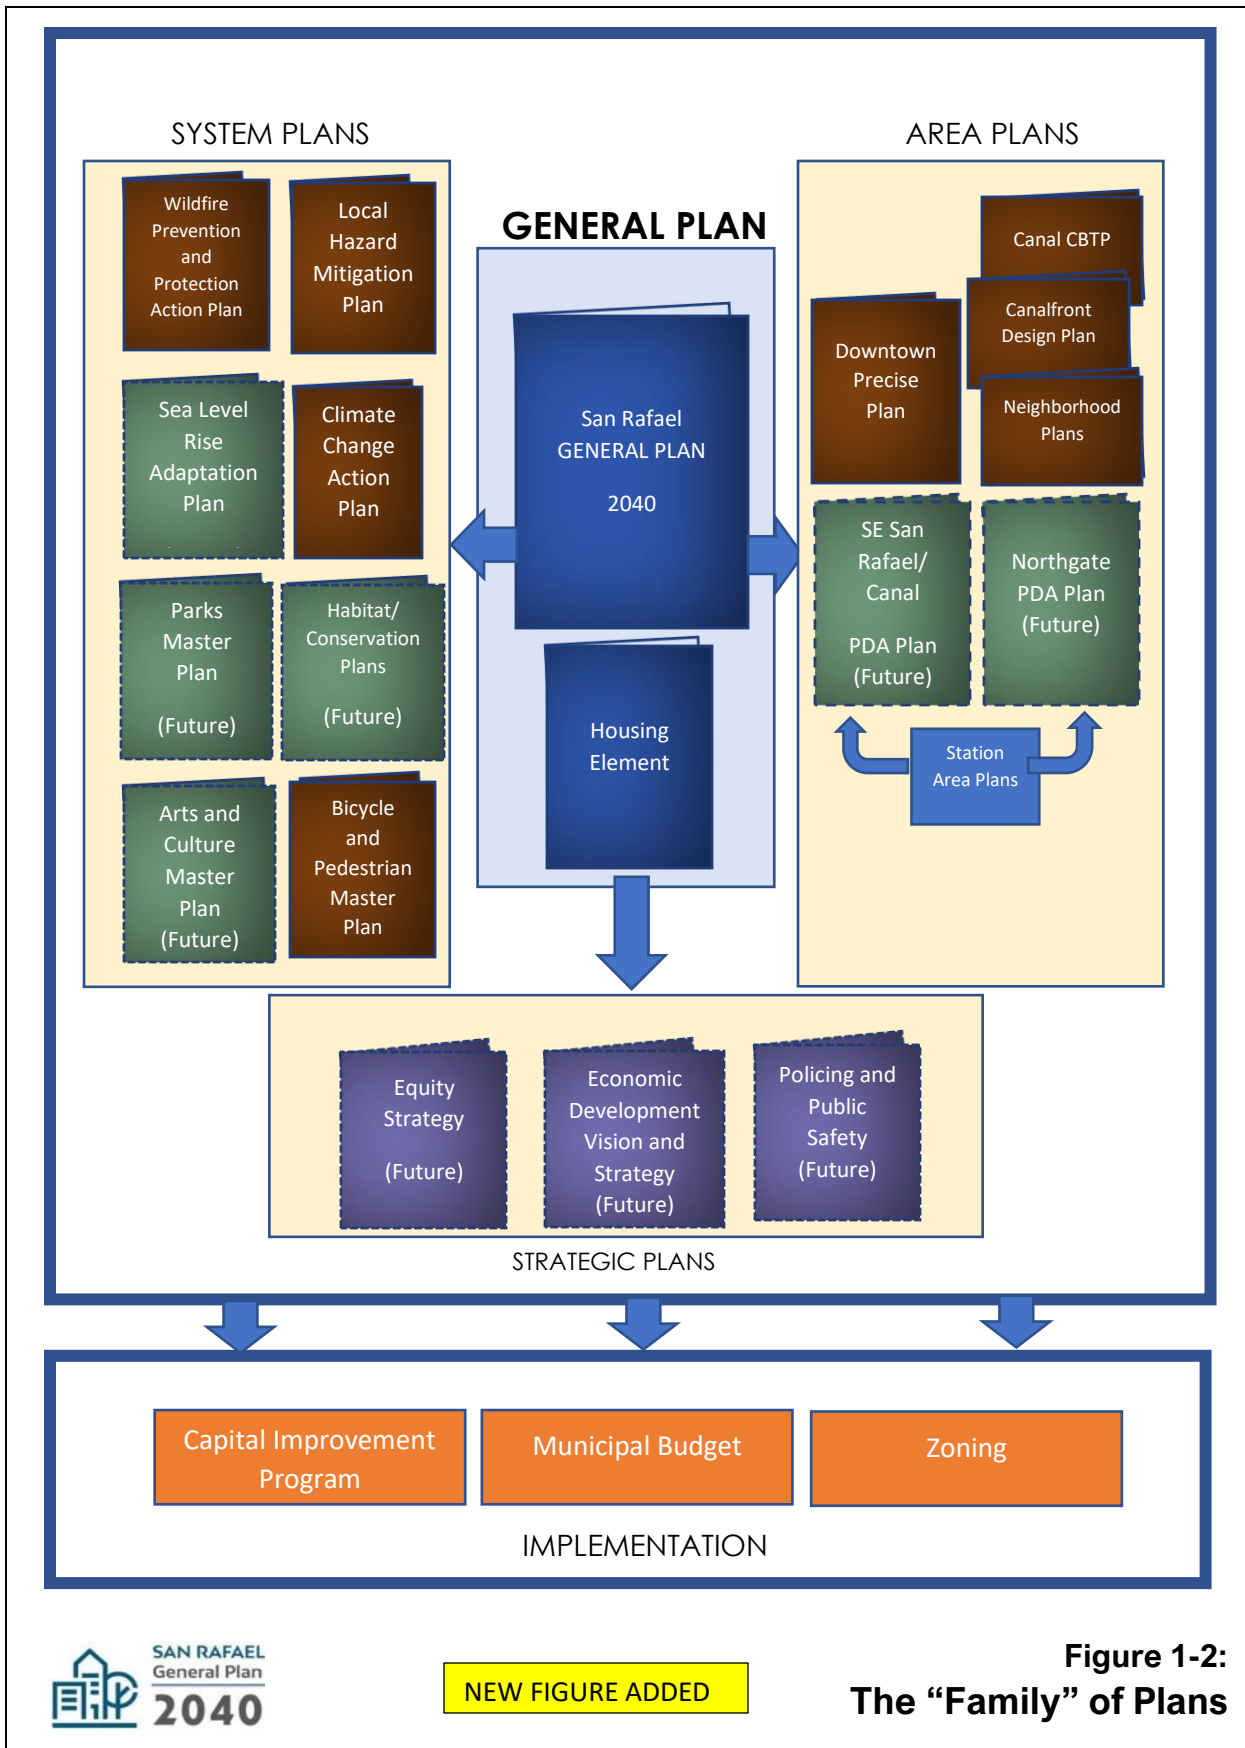 SYSTEM PLANS
Wildfire
Prevention
and
Protection
Action Plan
Local
Hazard
Mitigation
Plan
Sea Level
Rise
Adaptation
Plan
Climate
Change
Action
Plan
Parks
Master
Plan
(Future)
Habitat/
Conservation
Plans
(Future)
Arts and
Culture
Master
Plan
(Future)
Bicycle
and
Pedestrian
Master
Plan
GENERAL PLAN
San Rafael
GENERAL PLAN
2040
Housing
Element
AREA PLANS
Canal CBTP
Canalfront
Design Plan
Downtown
Precise
Plan
Neighborhood
Plans
SE San
Rafael/
Canal
PDA Plan
(Future)
Northgate
PDA Plan
(Future)
Station
Area Plans
Equity
Strategy
(Future)
Economic
Development
Vision and
Strategy
(Future)
Policing and
Public
Safety
(Future)
STRATEGIC PLANS
Capital Improvement
Program
Municipal Budget
Zoning
IMPLEMENTATION
SAN RAFAEL
General Plan
2040
NEW FIGURE ADDED
Figure 1-2:
The “Family” of Plans